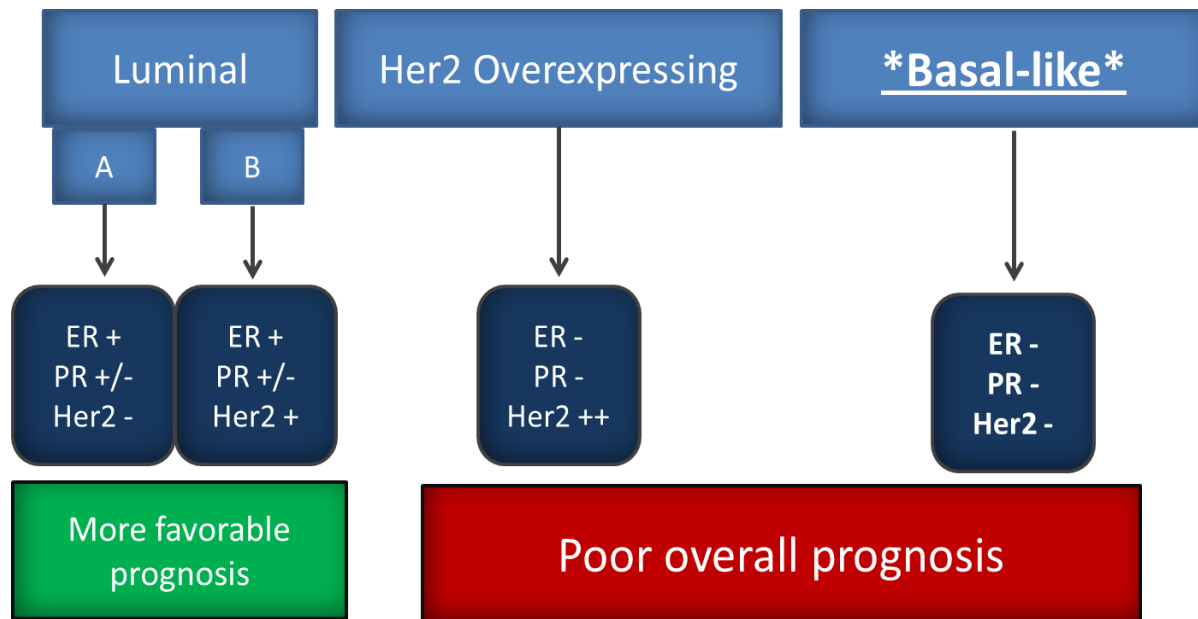 Luminal
Her2 Overexpressing
*Basal-like*
A
B
ER +
PR +/-
Her2 -
ER +
PR +/-
Her2 +
ER -
PR -
Her2 ++
ER -
PR -
Her2 -
More favorable
prognosis
Poor overall prognosis